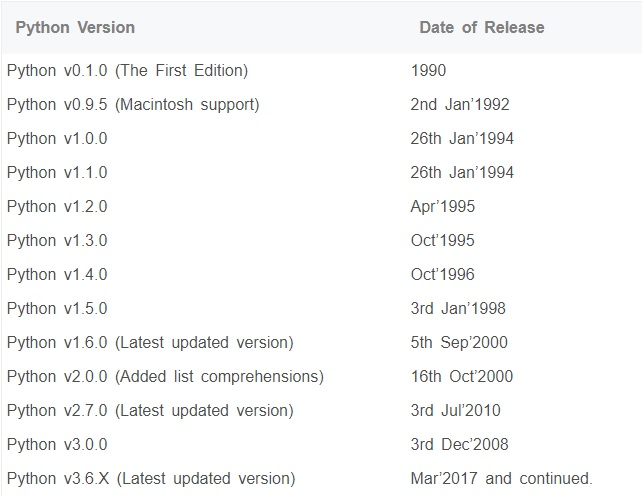 Python Version Date of Release
Python v0.1.0 (The First Edition) 1990
Python v0.9.5 (Macintosh support) 2nd Jan’1992
Python v1.0.0 26th Jan’1994
Python v1.1.0 26th Jan’1994
Python v1.2.0 Apr’1995
Python v1.3.0 Oct’1995
Python v1.4.0 Oct’1996
Python v1.5.0 3rd Jan’1998
Python v1.6.0 (Latest updated version) 5th Sep’2000
Python v2.0.0 (Added list comprehensions) 16th Oct’2000
Python v2.7.0 (Latest updated version) 3rd Jul’2010
Python v3.0.0 3rd Dec’2008
Python v3.6.X (Latest updated version) Mar’2017 and continued.